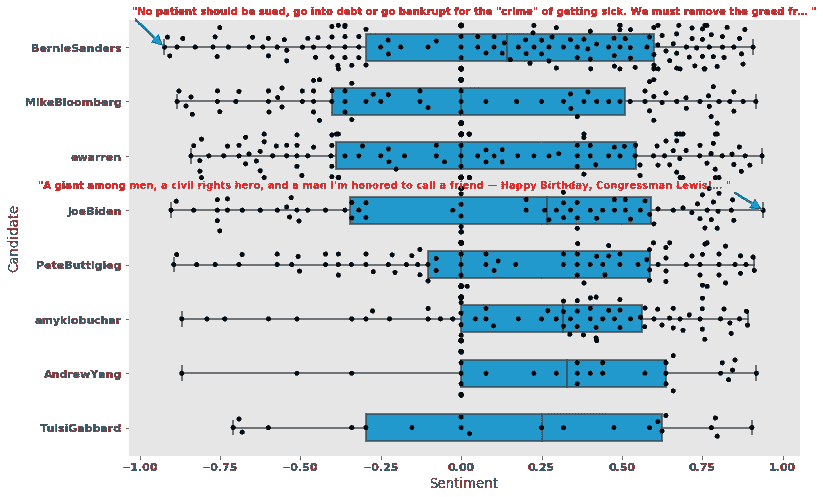 "No patient should be sued, go into debt or go bankrupt for the "crime" of getting sick. We must remove the greed fr... "
BernieSanders
MikeBloomberg
ewarren
"A giant among men, a civil rights hero, and a man I'm honored to call a friend — Happy Birthday, Congressman Lewis!... "
JoeBiden
PeteButtigieg
amyklobuchar
AndrewYang
TulsiGabbard
Candidate
−1.00 −0.75 −0.50 −0.25 0.00 0.25 0.50 0.75 1.00
Sentiment